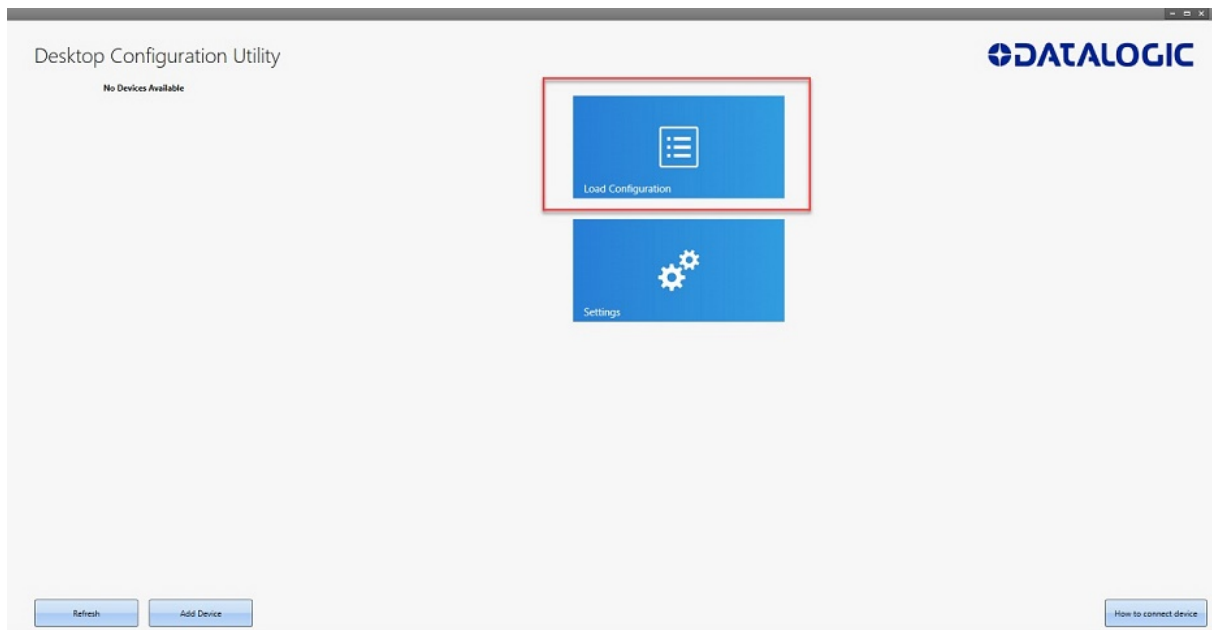 Desktop Configuration Utility
DATALOGIC
No Devices Available
Load Configuration
Settings
Refresh
Add Device
How to connect device